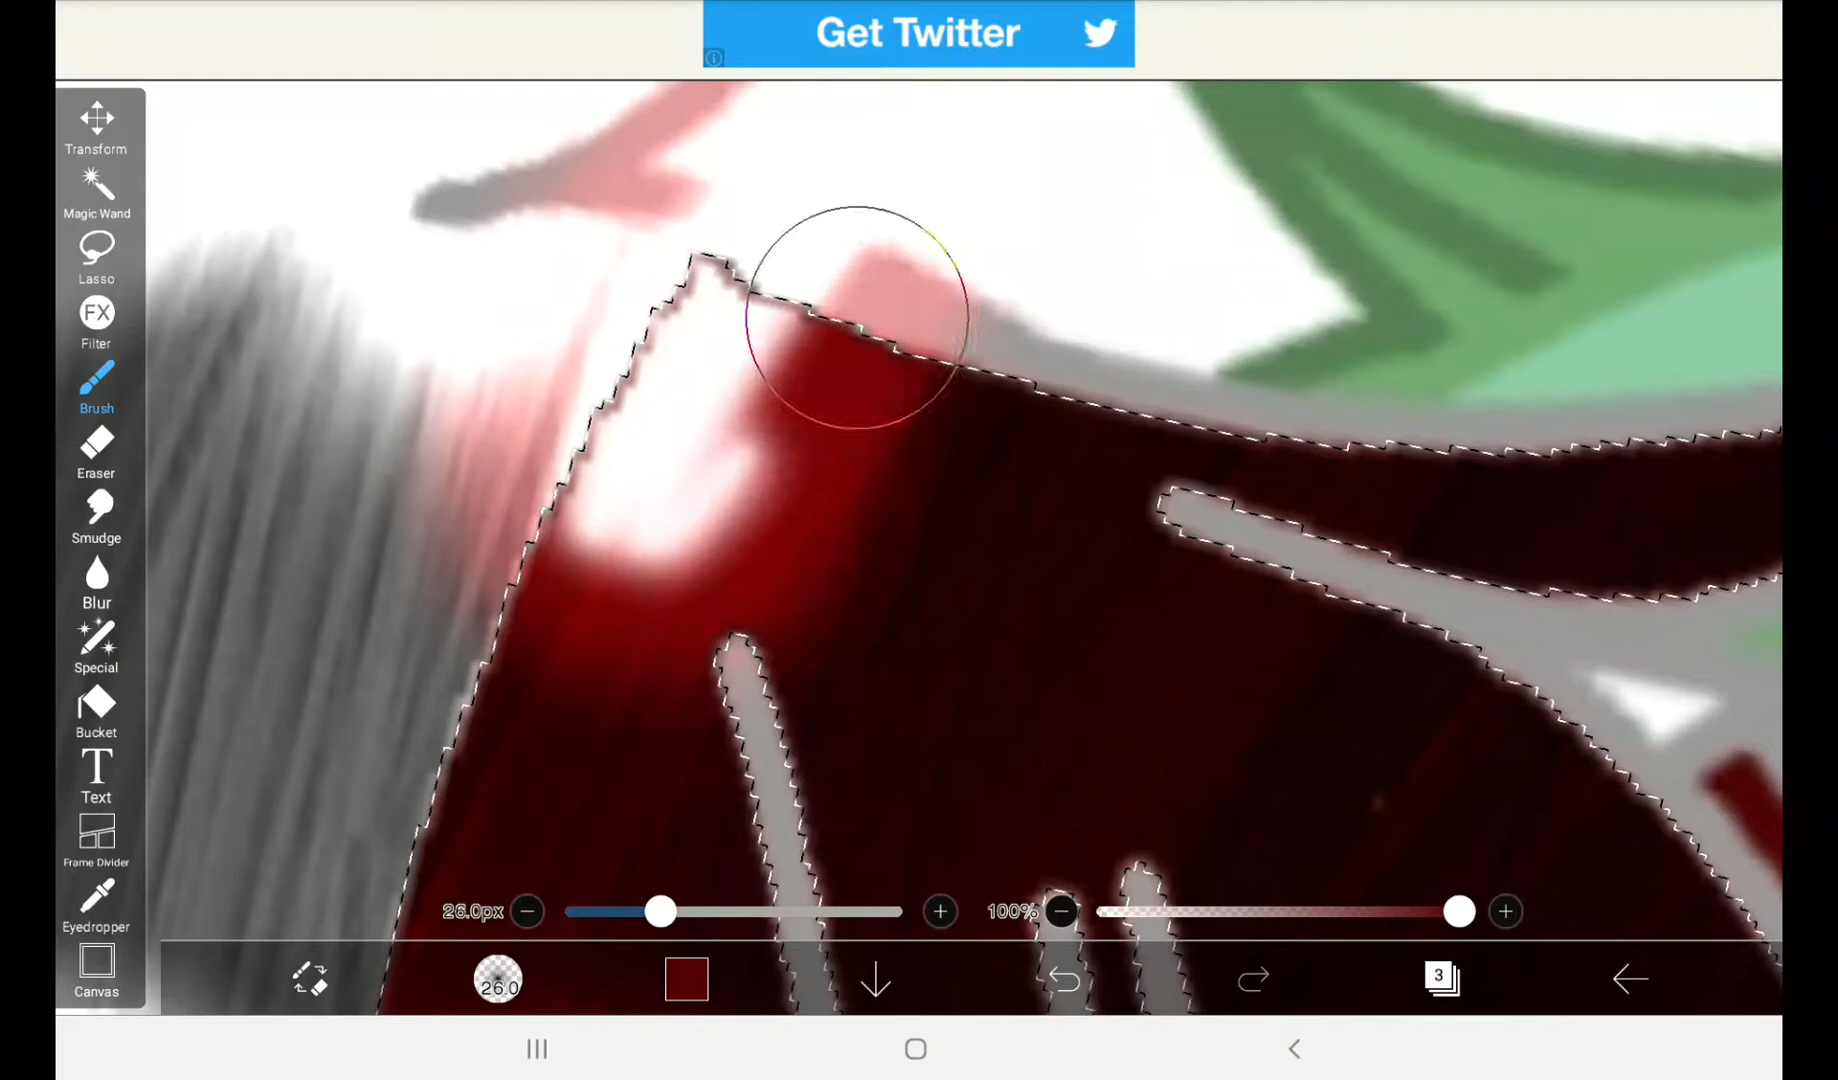 Get Twitter
Transform
Magic Wand
Lasso
FX
Filter
Brush
Eraser
Smudge
Blur
Special
Bucket
T
Text
Frame Divider
Eyedropper
Canvas
26.0px
100%
26.0
3